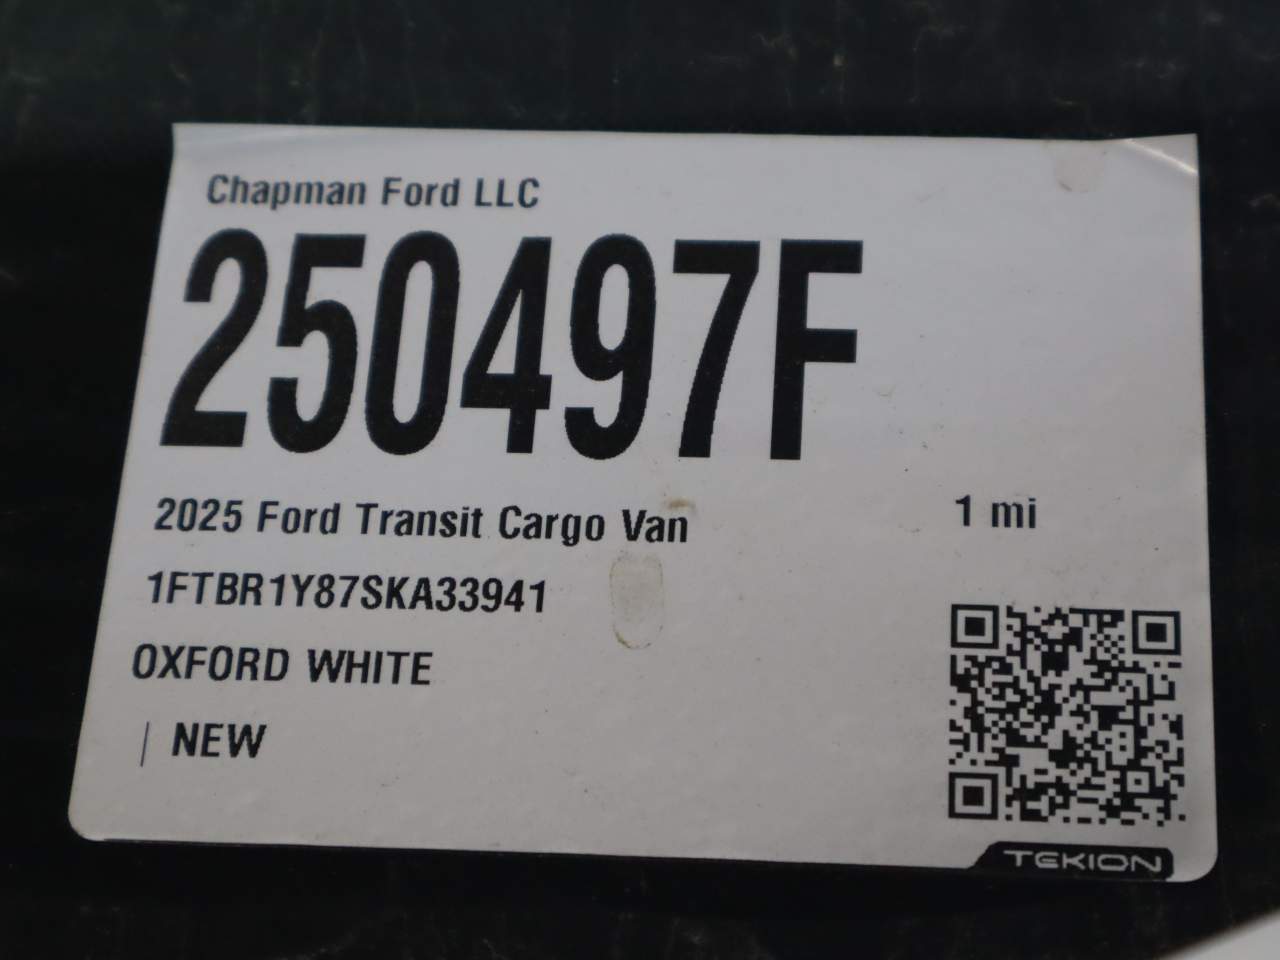 Chapman Ford LLC
250497F
2025 Ford Transit Cargo Van
1 mi
1FTBR1Y87SKA33941
OXFORD WHITE
| NEW
TEKION